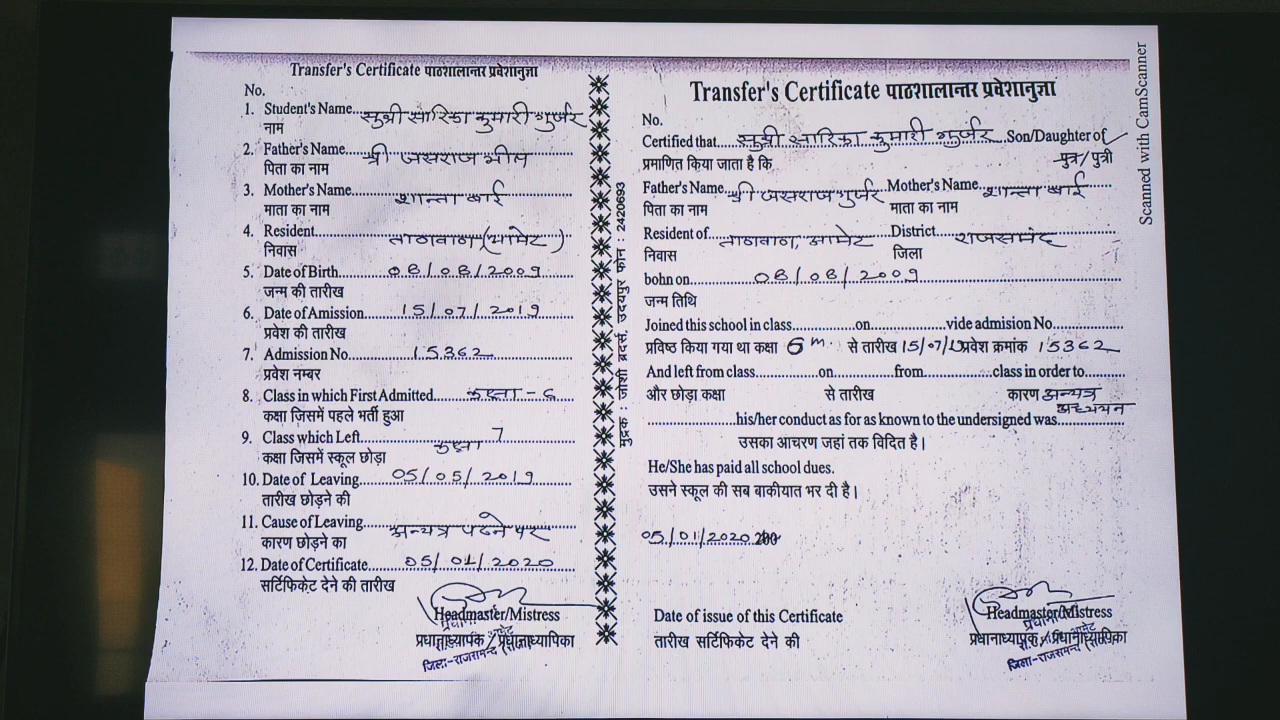 Transfer's Certificate पाठशालान्तर प्रवेशानुज्ञा
No.
1. Student's Name सुश्री सारिका कुमारी गुर्जर
नाम
2. Father's Name श्री जसराज
पिता का नाम
3. Mother's Name शान्ता बाई
माता का नाम
4. Resident (आमेट)
निवास
5. Date of Birth 08/08/2009
जन्म की तारीख
6. Date of Amission 15/07/2019
प्रवेश की तारीख
7. Admission No. 15362
प्रवेश नम्बर
8. Class in which First Admitted कक्षा - 6
कक्षा जिसमें पहले भर्ती हुआ
9. Class which Left कक्षा 7
कक्षा जिसमें स्कूल छोड़ा
10. Date of Leaving 05/05/2019
तारीख छोड़ने की
11. Cause of Leaving अन्यत्र पढने पर
कारण छोड़ने का
12. Date of Certificate 05/01/2020
सर्टिफिकेट देने की तारीख
Headmaster/Mistress
प्रधानाध्यापक / प्रधानाध्यापिका
जिला-राजसमन्द (राज.)
मुद्रक : जोशी ब्रदर्स, उदयपुर फोन : 2420693
Transfer's Certificate पाठशालान्तर प्रवेशानुज्ञा
No.
Certified that सुश्री सारिका कुमारी गुर्जर Son/Daughter of
प्रमाणित किया जाता है कि पुत्र/पुत्री
Father's Name श्री जसराज गुर्जर Mother's Name शान्ता बाई
पिता का नाम माता का नाम
Resident of आमेट District राजसमंद
निवास जिला
bohn on 08/08/2009
जन्म तिथि
Joined this school in class on vide admision No.
प्रविष्ठ किया गया था कक्षा 6 से तारीख 15/07/19 प्रवेश क्रमांक 15362
And left from class on from class in order to
और छोड़ा कक्षा से तारीख कारण अन्यत्र
अध्ययन
his/her conduct as for as known to the undersigned was
उसका आचरण जहां तक विदित है।
He/She has paid all school dues.
उसने स्कूल की सब बाकीयात भर दी है।
05/01/2020 200
Date of issue of this Certificate
तारीख सर्टिफिकेट देने की
Headmaster/Mistress
प्रधानाध्यापक / प्रधानाध्यापिका
जिला-राजसमन्द (राज.)
Scanned with CamScanner